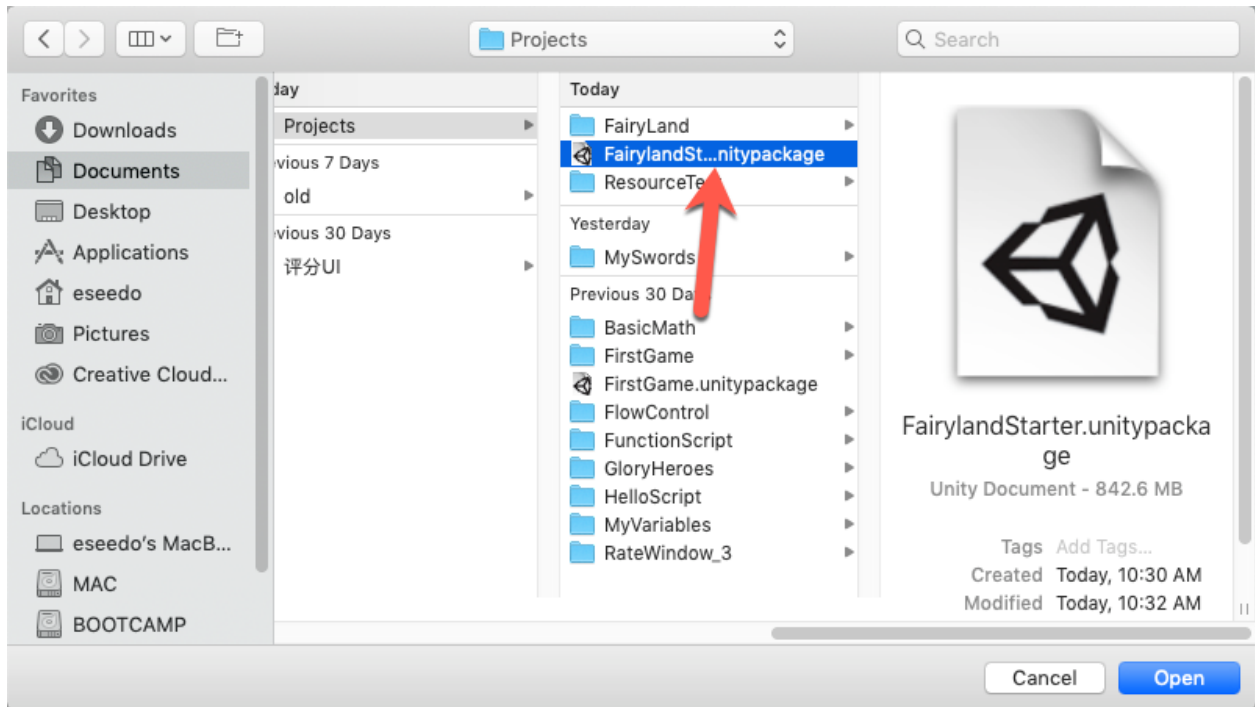 Projects
Search
Favorites
Downloads
Documents
Desktop
Applications
eseedo
Pictures
Creative Cloud...
iCloud
iCloud Drive
Locations
eseedo's MacB...
MAC
BOOTCAMP
day
Projects
vious 7 Days
old
vious 30 Days
评分UI
Today
FairyLand
FairylandSt...nitypackage
ResourceTe
Yesterday
MySwords
Previous 30 Da
BasicMath
FirstGame
FirstGame.unitypackage
FlowControl
FunctionScript
GloryHeroes
HelloScript
MyVariables
RateWindow_3
FairylandStarter.unitypacka
ge
Unity Document - 842.6 MB
Tags Add Tags...
Created Today, 10:30 AM
Modified Today, 10:32 AM
Cancel Open